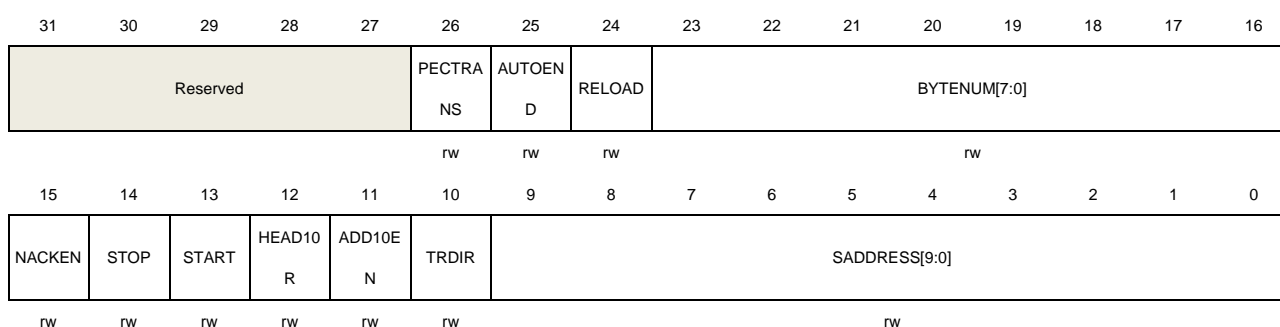 31 30 29 28 27 26 25 24 23 22 21 20 19 18 17 16
Reserved PECTRA NS AUTOEN D RELOAD BYTENUM[7:0]
rw rw rw rw
15 14 13 12 11 10 9 8 7 6 5 4 3 2 1 0
NACKEN STOP START HEAD10 R ADD10E N TRDIR SADDRESS[9:0]
rw rw rw rw rw rw rw